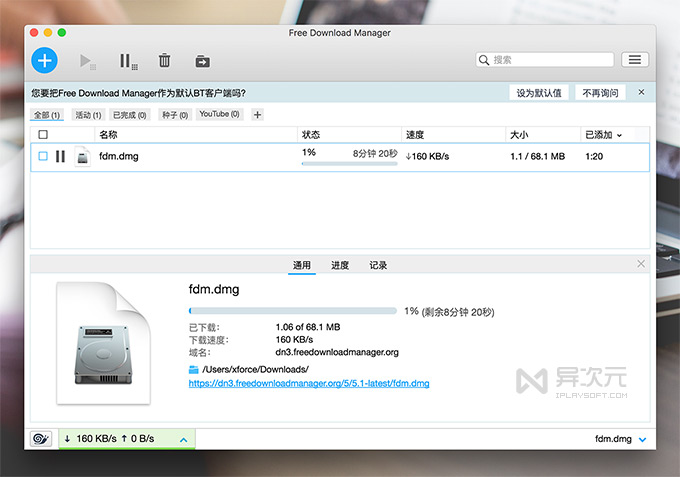 Free Download Manager
搜索
您要把Free Download Manager作为默认BT客户端吗?
设为默认值
不再询问
全部 (1)
活动 (1)
已完成 (0)
种子 (0)
YouTube (0)
名称
状态
速度
大小
已添加
fdm.dmg
1%
8分钟 20秒
↓160 KB/s
1.1 / 68.1 MB
1:20
通用
进度
记录
fdm.dmg
1% (剩余8分钟 20秒)
已下载: 1.06 of 68.1 MB
下载速度: 160 KB/s
域名: dn3.freedownloadmanager.org
/Users/xforce/Downloads/
https://dn3.freedownloadmanager.org/5/5.1-latest/fdm.dmg
异次元
IPLAYSOFT.COM
↓ 160 KB/s ↑ 0 B/s
fdm.dmg